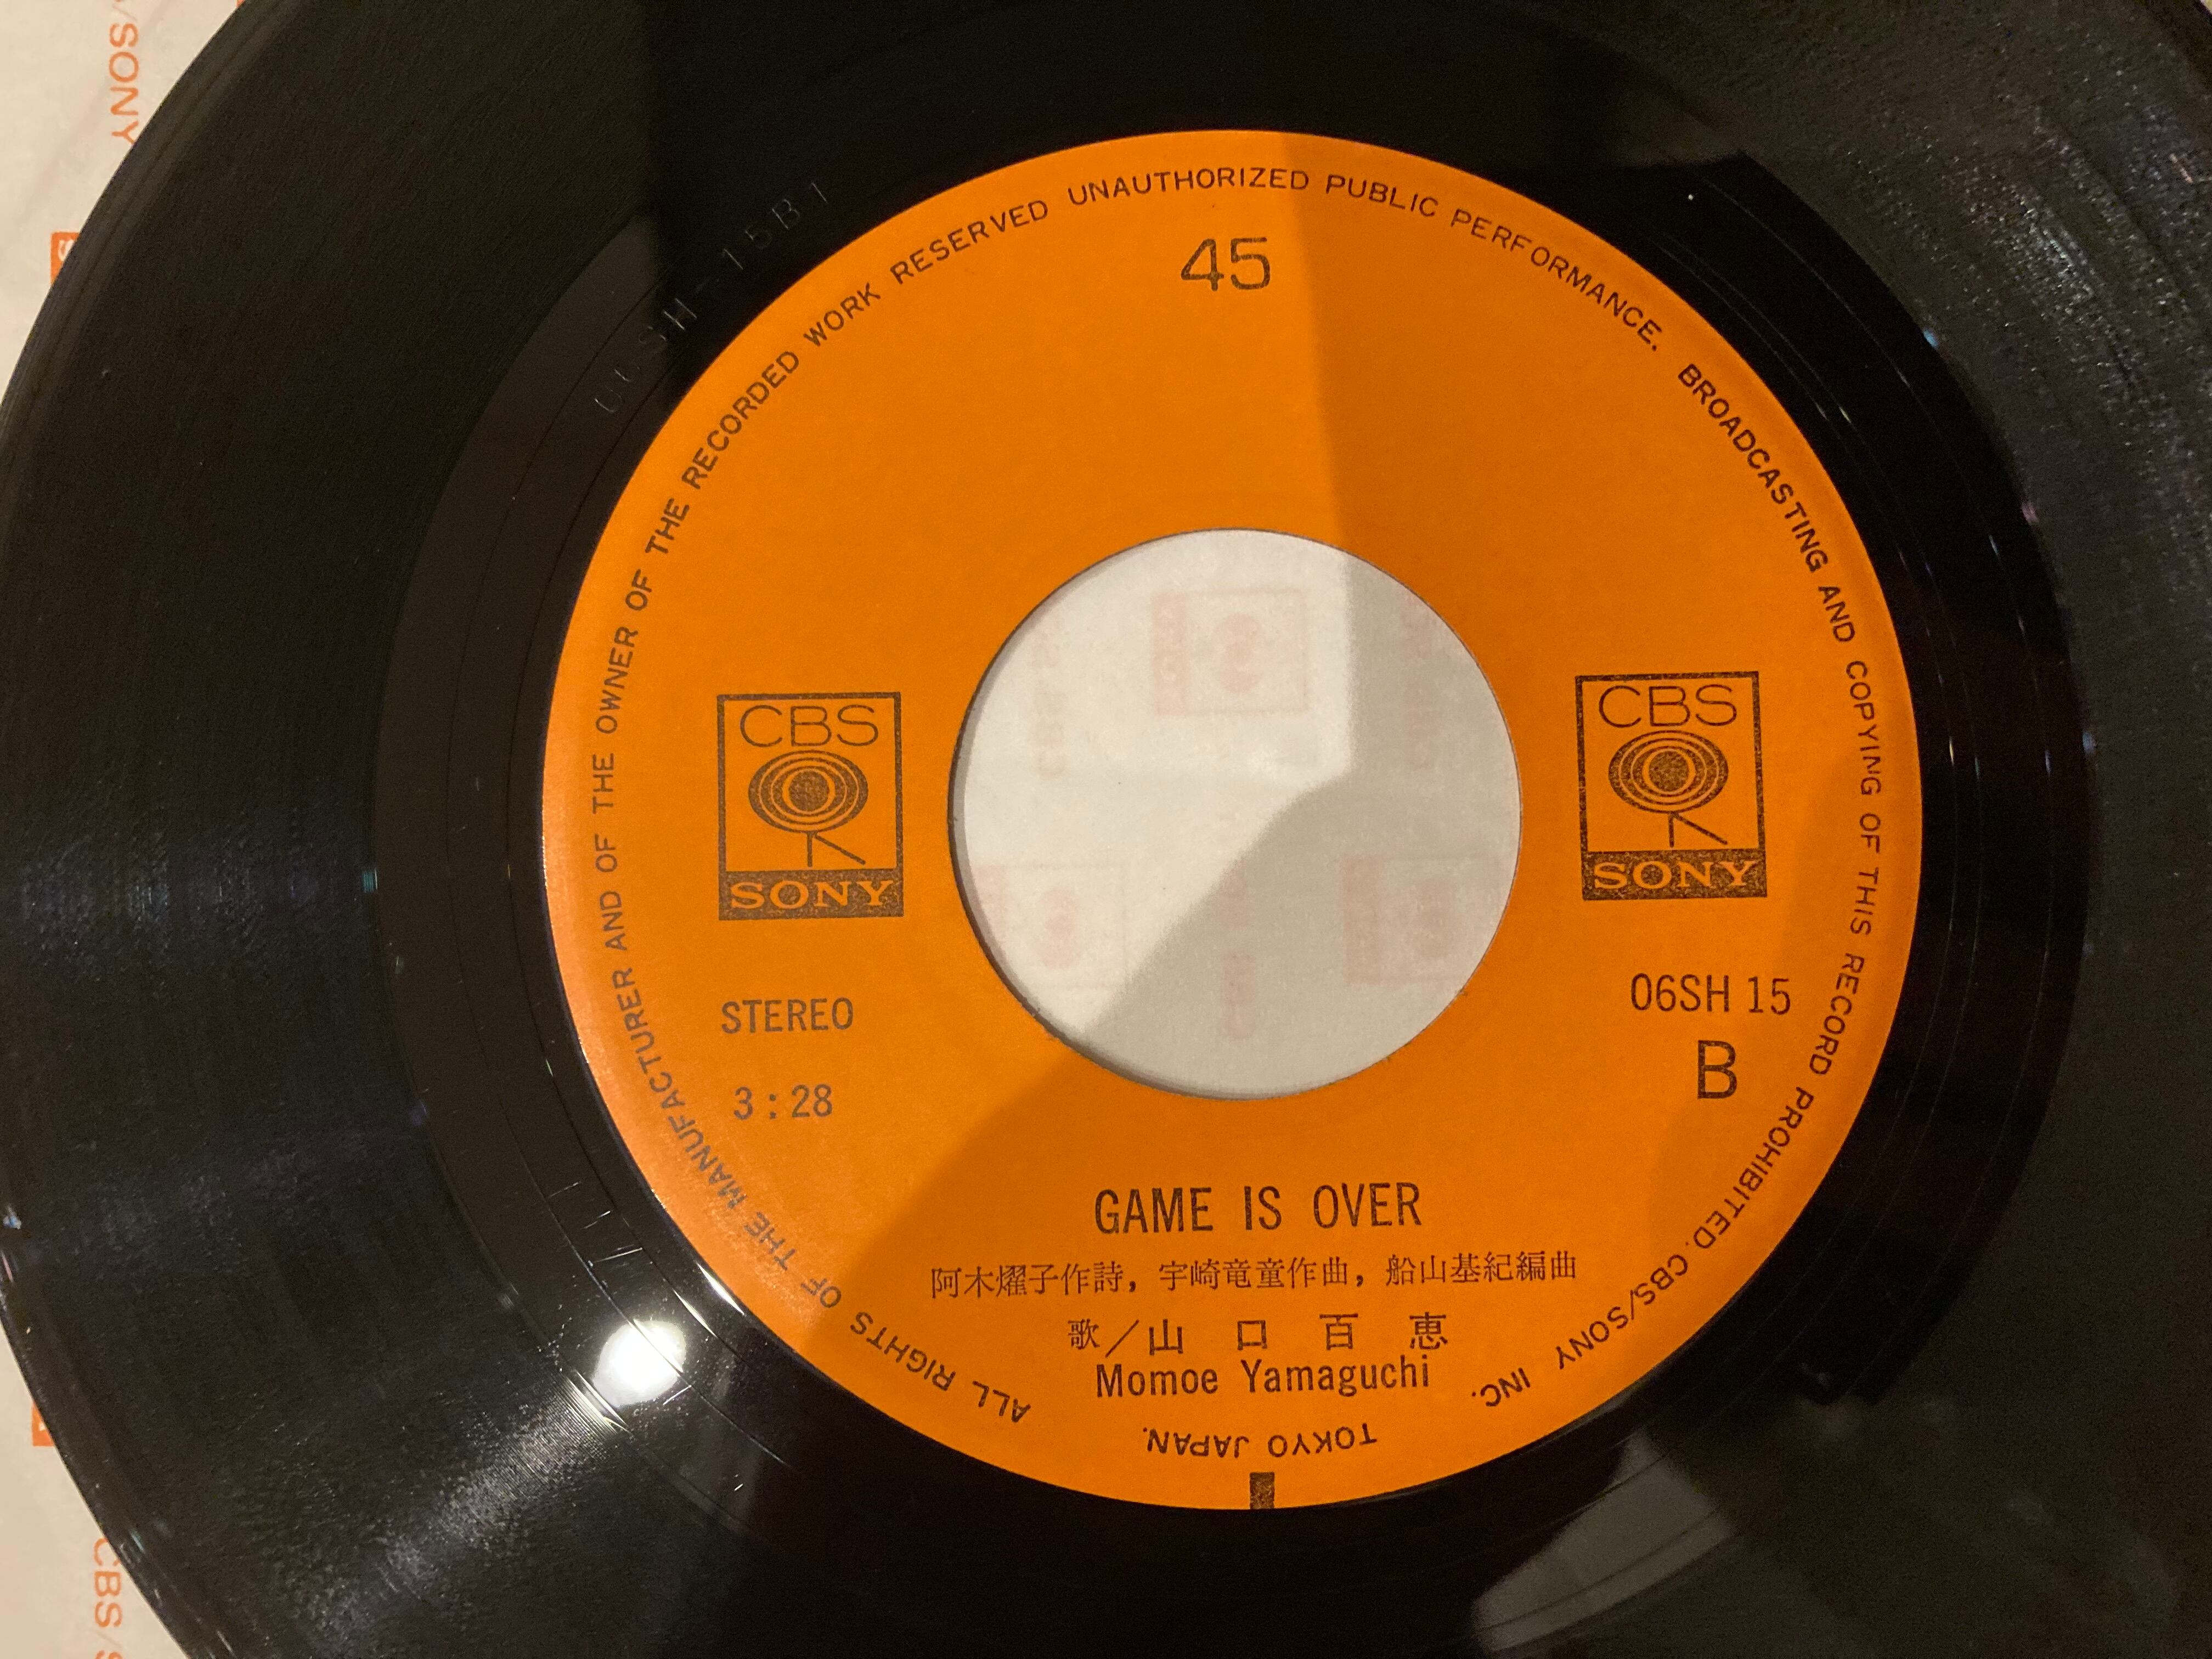 ALL RIGHTS OF THE MANUFACTURER AND OF THE OWNER OF THE RECORDED WORK RESERVED UNAUTHORIZED PUBLIC PERFORMANCE. BROADCASTING AND COPYING OF THIS RECORD PROHIBITED. CBS/SONY INC. TOKYO JAPAN.
45
CBS
SONY
CBS
SONY
STEREO
3:28
06SH 15
B
GAME IS OVER
阿木燿子作詩, 宇崎竜童作曲, 船山基紀編曲
歌／山口百恵
Momoe Yamaguchi
06SH-15B1
/SONY
CBS/S